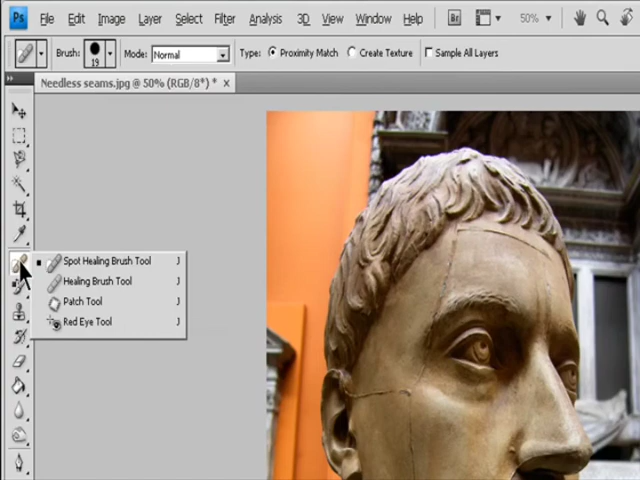 Ps File Edit Image Layer Select Filter Analysis 3D View Window Help Br 50%
Brush: 19 Mode: Normal Type: Proximity Match Create Texture Sample All Layers
Needless seams.jpg @ 50% (RGB/8*) * x
Spot Healing Brush Tool J
Healing Brush Tool J
Patch Tool J
Red Eye Tool J